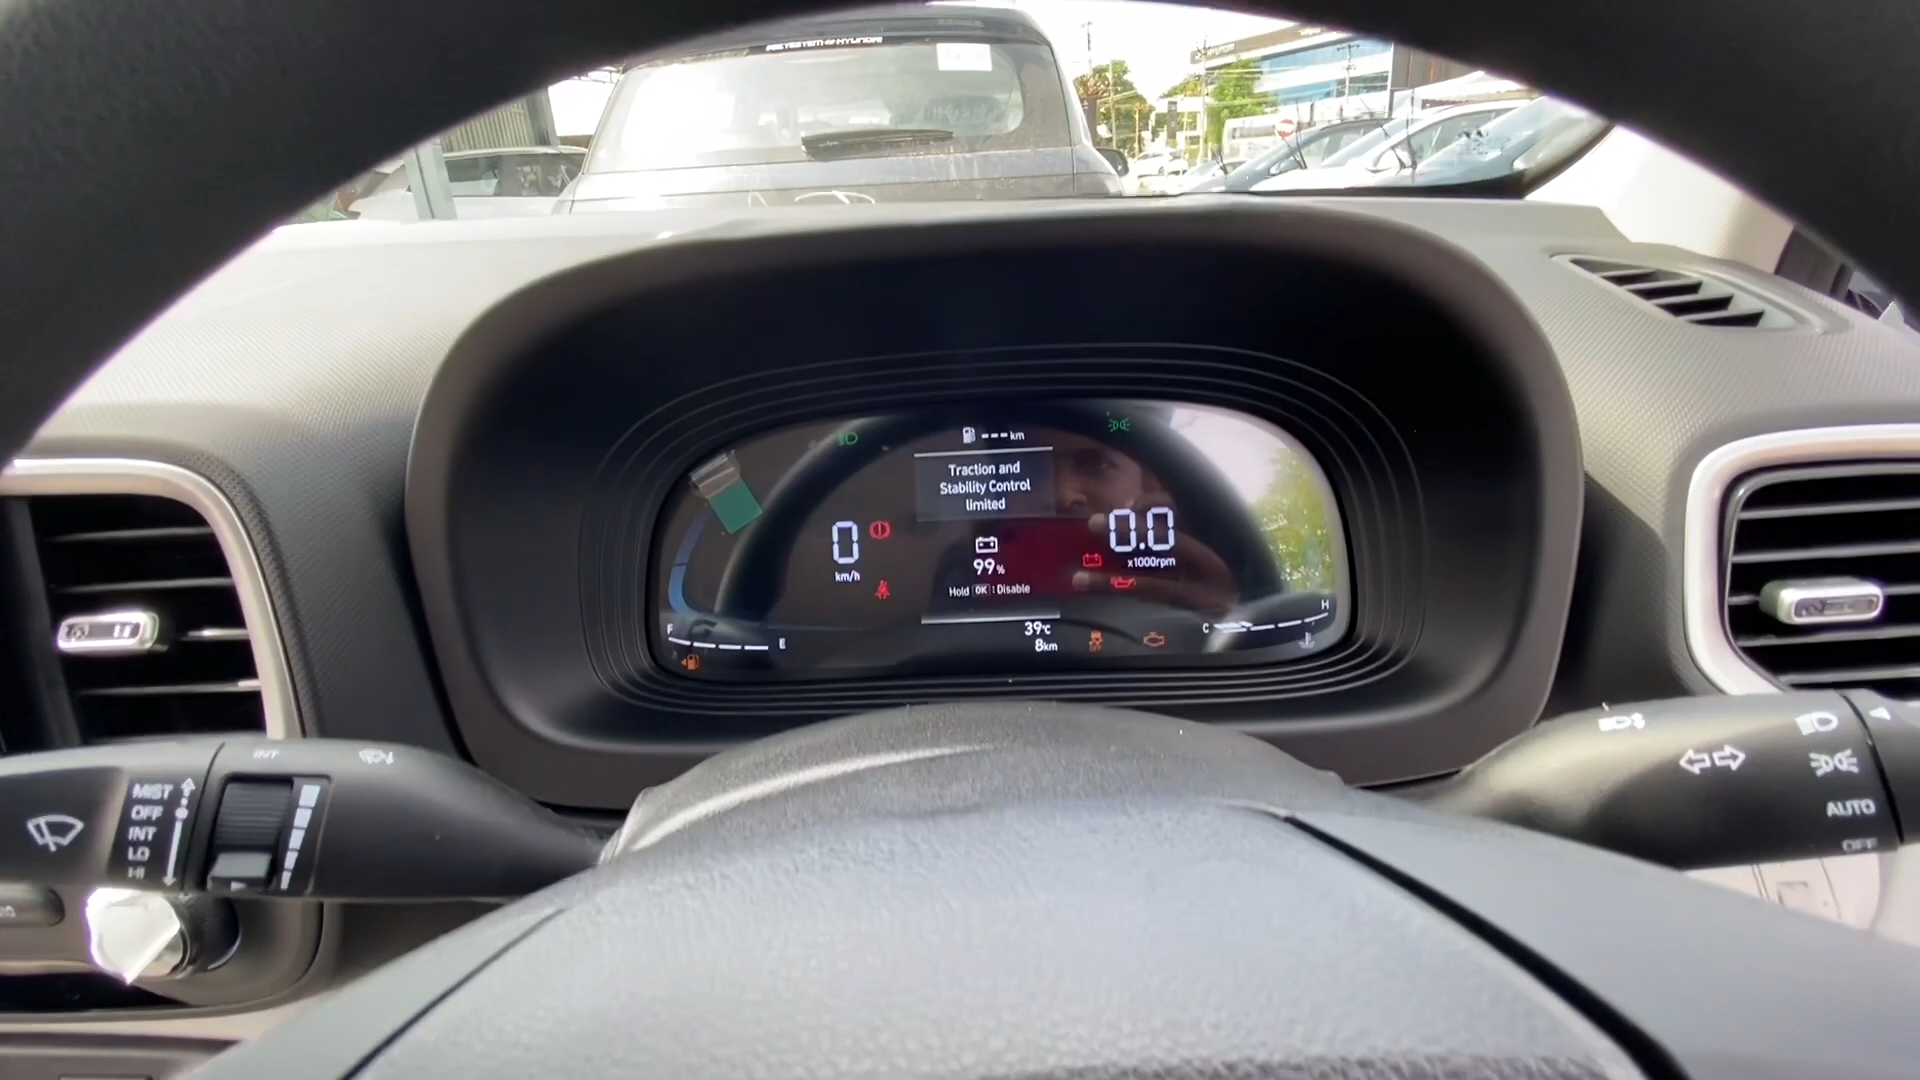 --- km
Traction and
Stability Control
limited
0
km/h
0.0
x1000rpm
99%
Hold OK : Disable
39℃
8km
F
E
C
H
INT
MIST
OFF
INT
LO
HI
AUTO
OFF